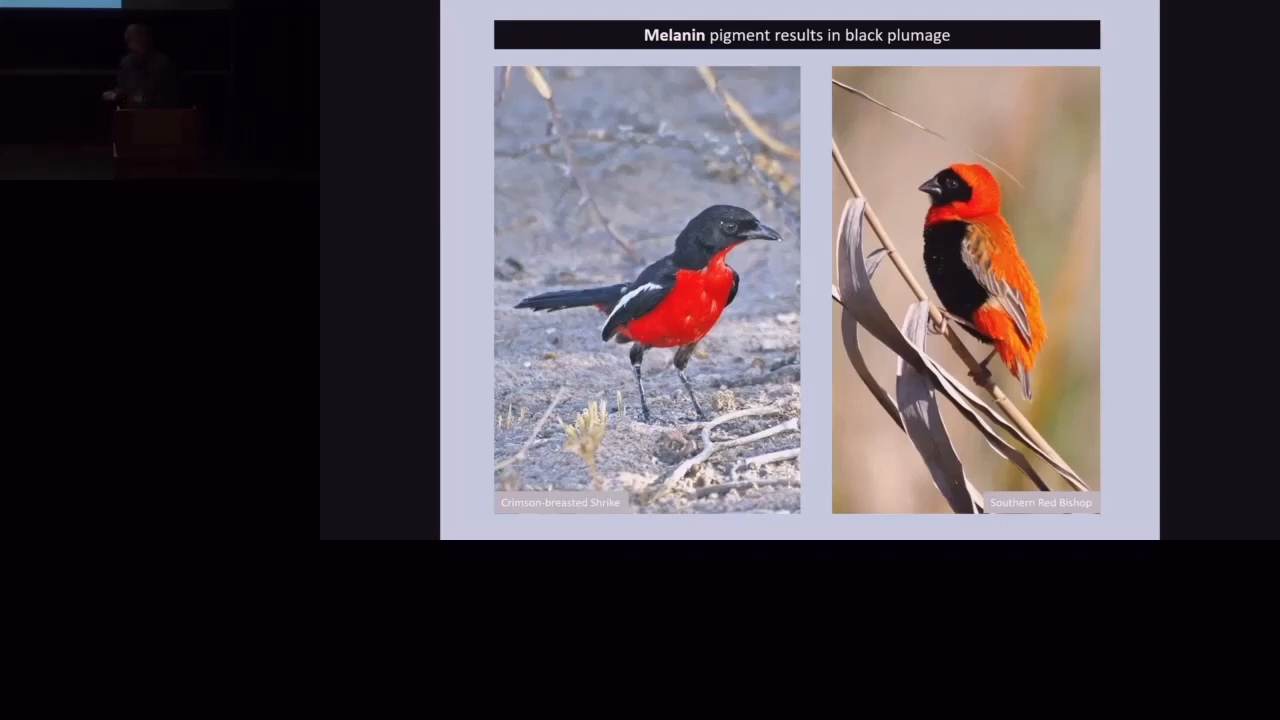 Melanin pigment results in black plumage
Crimson-breasted Shrike
Southern Red Bishop